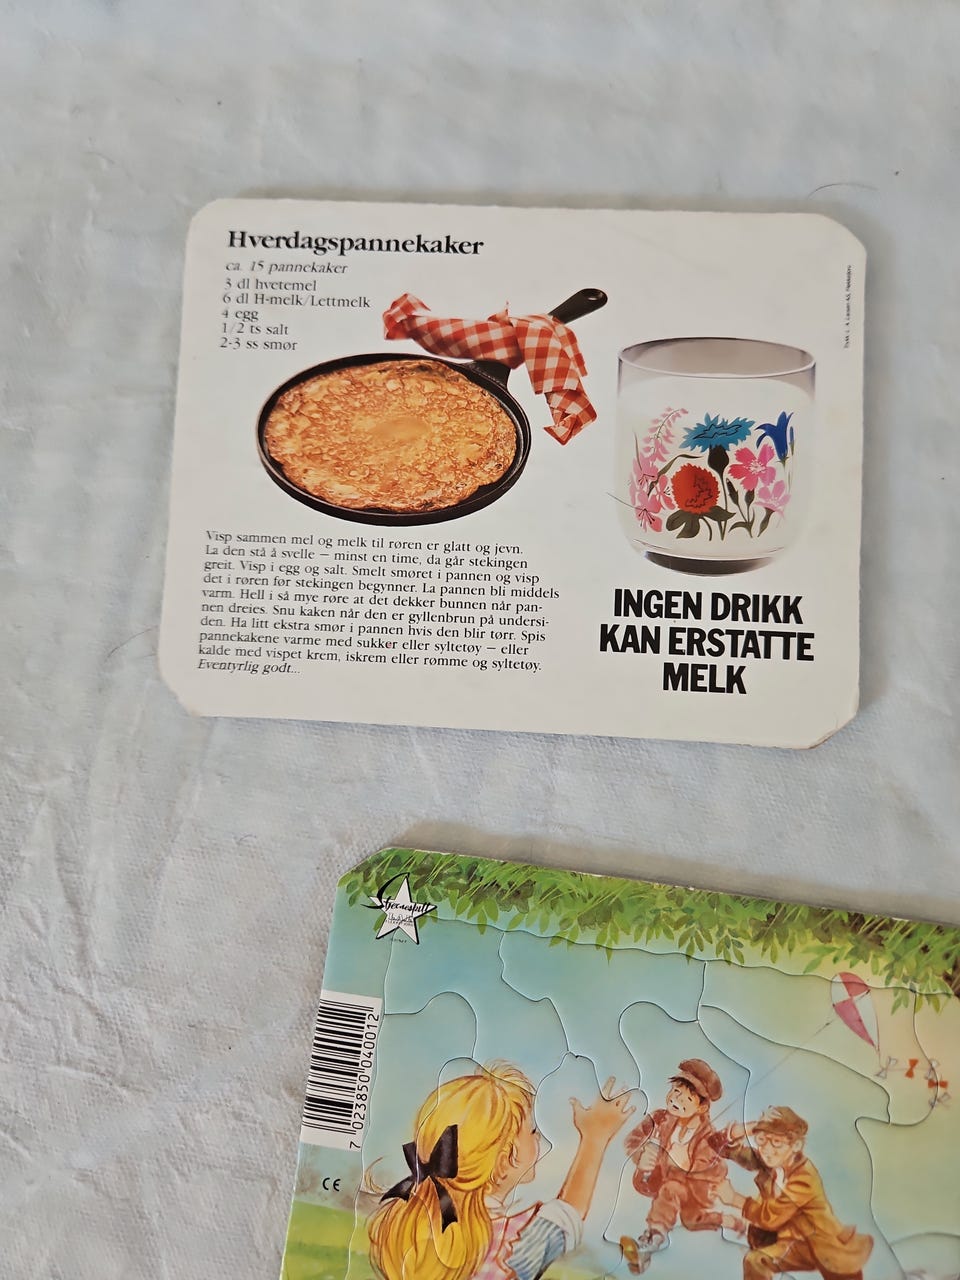 Hverdagspannekaker
ca. 15 pannekaker
3 dl hvetemel
6 dl H-melk/Lettmelk
4 egg
1/2 ts salt
2-3 ss smør
Visp sammen mel og melk til røren er glatt og jevn.
La den stå å svelle – minst en time, da går stekingen
greit. Visp i egg og salt. Smelt smøret i pannen og visp
det i røren før stekingen begynner. La pannen bli middels
varm. Hell i så mye røre at det dekker bunnen når pan-
nen dreies. Snu kaken når den er gyllenbrun på undersi-
den. Ha litt ekstra smør i pannen hvis den blir tørr. Spis
pannekakene varme med sukker eller syltetøy – eller
kalde med vispet krem, iskrem eller rømme og syltetøy.
Eventyrlig godt...
INGEN DRIKK
KAN ERSTATTE
MELK
7 023850 040012
CE